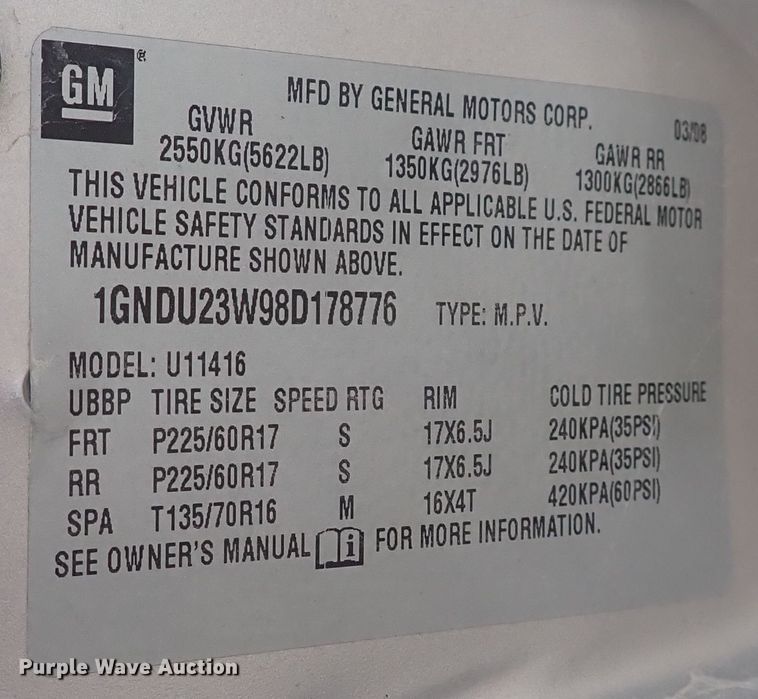 GM
MFD BY GENERAL MOTORS CORP.
03/08
GVWR GAWR FRT GAWR RR
2550KG(5622LB) 1350KG(2976LB) 1300KG(2866LB)
THIS VEHICLE CONFORMS TO ALL APPLICABLE U.S. FEDERAL MOTOR
VEHICLE SAFETY STANDARDS IN EFFECT ON THE DATE OF
MANUFACTURE SHOWN ABOVE.
1GNDU23W98D178776 TYPE: M.P.V.
MODEL: U11416
UBBP TIRE SIZE SPEED RTG RIM COLD TIRE PRESSURE
FRT P225/60R17 S 17X6.5J 240KPA(35PSI)
RR P225/60R17 S 17X6.5J 240KPA(35PSI)
SPA T135/70R16 M 16X4T 420KPA(60PSI)
SEE OWNER'S MANUAL i FOR MORE INFORMATION.
Purple Wave Auction